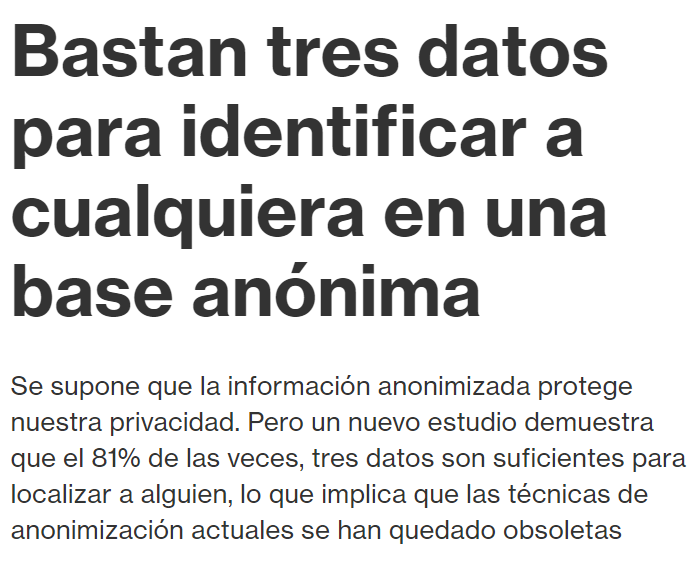 Bastan tres datos
para identificar a
cualquiera en una
base anónima
Se supone que la información anonimizada protege
nuestra privacidad. Pero un nuevo estudio demuestra
que el 81% de las veces, tres datos son suficientes para
localizar a alguien, lo que implica que las técnicas de
anonimización actuales se han quedado obsoletas